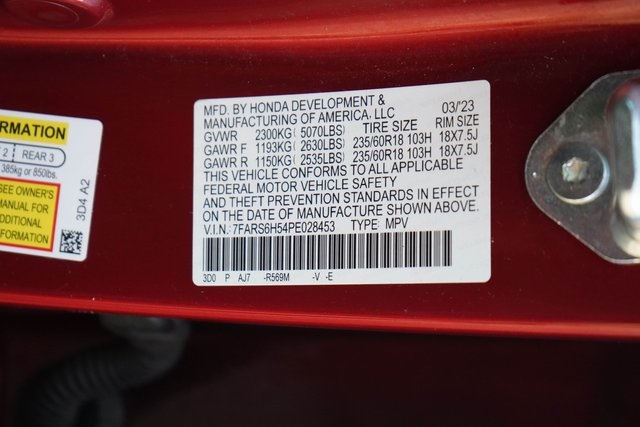 RMATION
2 REAR 3
385kg or 850lbs.
SEE OWNER'S
MANUAL FOR
ADDITIONAL
INFORMATION
3D4 A2
MFD. BY HONDA DEVELOPMENT &
MANUFACTURING OF AMERICA, LLC 03/'23
GVWR 2300KG(5070LBS) TIRE SIZE RIM SIZE
GAWR F 1193KG(2630LBS) 235/60R18 103H 18X7.5J
GAWR R 1150KG(2535LBS) 235/60R18 103H 18X7.5J
THIS VEHICLE CONFORMS TO ALL APPLICABLE
FEDERAL MOTOR VEHICLE SAFETY
AND THEFT PREVENTION STANDARDS IN EFFECT
ON THE DATE OF MANUFACTURE SHOWN ABOVE.
V.I.N. 7FARS6H54PE028453 TYPE: MPV
3D0 P AJ7 -R569M -V -E